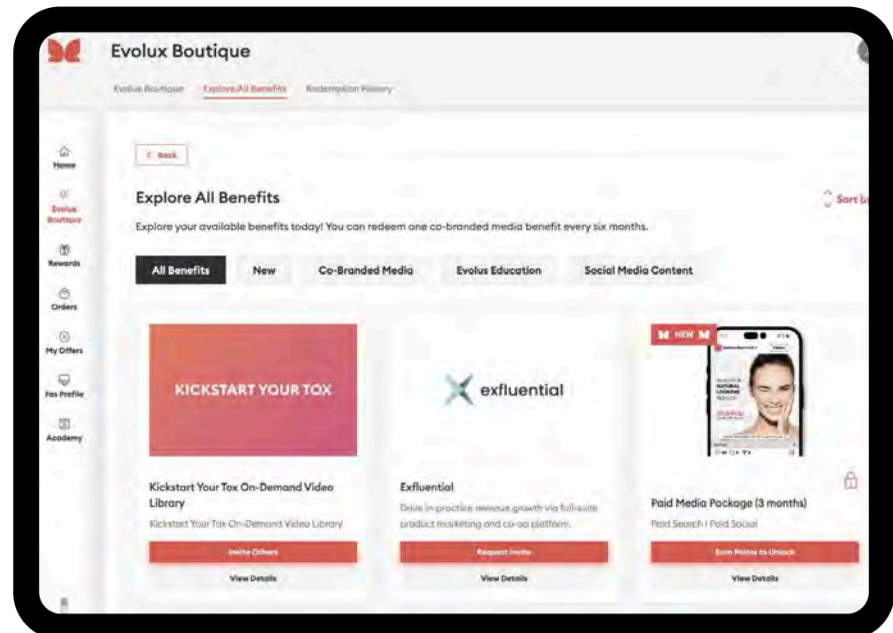 Evolux Boutique
Evolux Boutique Explore All Benefits Redemption History
Home
Evolux
Boutique
Rewards
Orders
My Offers
Fas Profile
Academy
Back
Explore All Benefits
Sort by
Explore your available benefits today! You can redeem one co-branded media benefit every six months.
All Benefits New Co-Branded Media Evolus Education Social Media Content
KICKSTART YOUR TOX
Kickstart Your Tox On-Demand Video
Library
Kickstart Your Tox On-Demand Video Library
Invite Others
View Details
exfluential
Exfluential
Drive in-practice revenue growth via full-suite
product marketing and co-op platform.
Request Invite
View Details
NEW
NATURAL
LOOKING
Paid Media Package (3 months)
Paid Search | Paid Social
Earn Points to Unlock
View Details